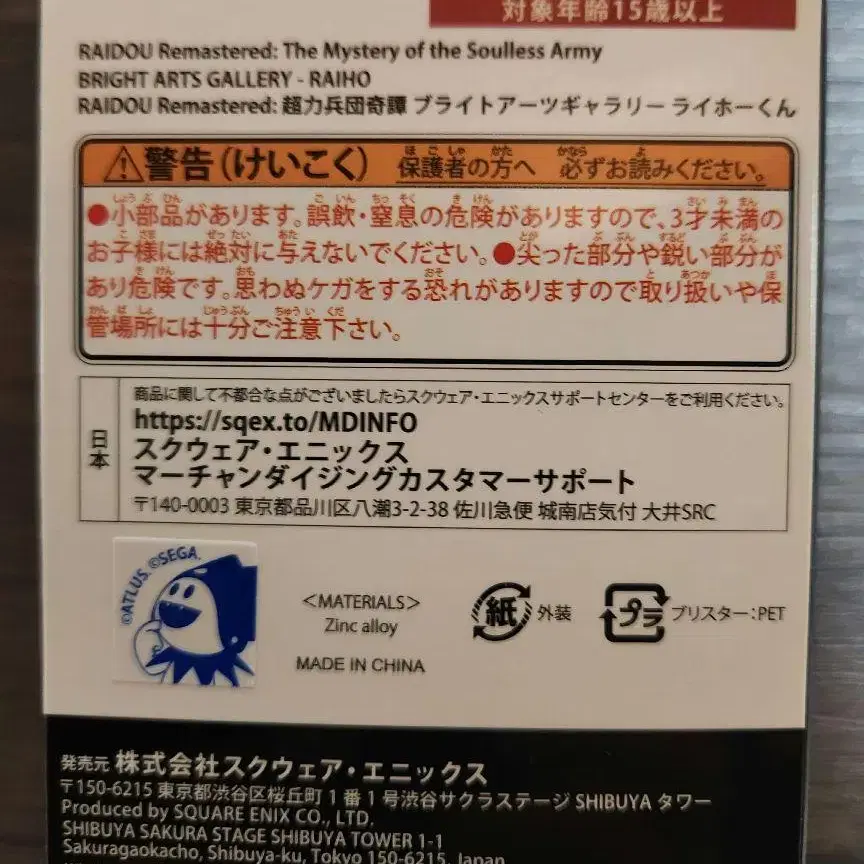 対象年齢15歳以上
RAIDOU Remastered: The Mystery of the Soulless Army
BRIGHT ARTS GALLERY - RAIHO
RAIDOU Remastered: 超力兵団奇譚 ブライトアーツギャラリー ライホーくん
警告(けいこく) 保護者の方へ 必ずお読みください。
●小部品があります。誤飲・窒息の危険がありますので、3才未満の
お子様には絶対に与えないでください。●尖った部分や鋭い部分が
あり危険です。思わぬケガをする恐れがありますので取り扱いや保
管場所には十分ご注意下さい。
日本
商品に関して不都合な点がございましたらスクウェア・エニックスサポートセンターをご利用ください。
https://sqex.to/MDINFO
スクウェア・エニックス
マーチャンダイジングカスタマーサポート
〒140-0003 東京都品川区八潮3-2-38 佐川急便 城南店気付 大井SRC
©ATLUS. ©SEGA.
<MATERIALS>
Zinc alloy
MADE IN CHINA
紙 外装
プラ ブリスター:PET
発売元 株式会社スクウェア・エニックス
〒150-6215 東京都渋谷区桜丘町1番1号渋谷サクラステージ SHIBUYA タワー
Produced by SQUARE ENIX CO., LTD.
SHIBUYA SAKURA STAGE SHIBUYA TOWER 1-1
Sakuragaokacho, Shibuya-ku, Tokyo 150-6215, Japan